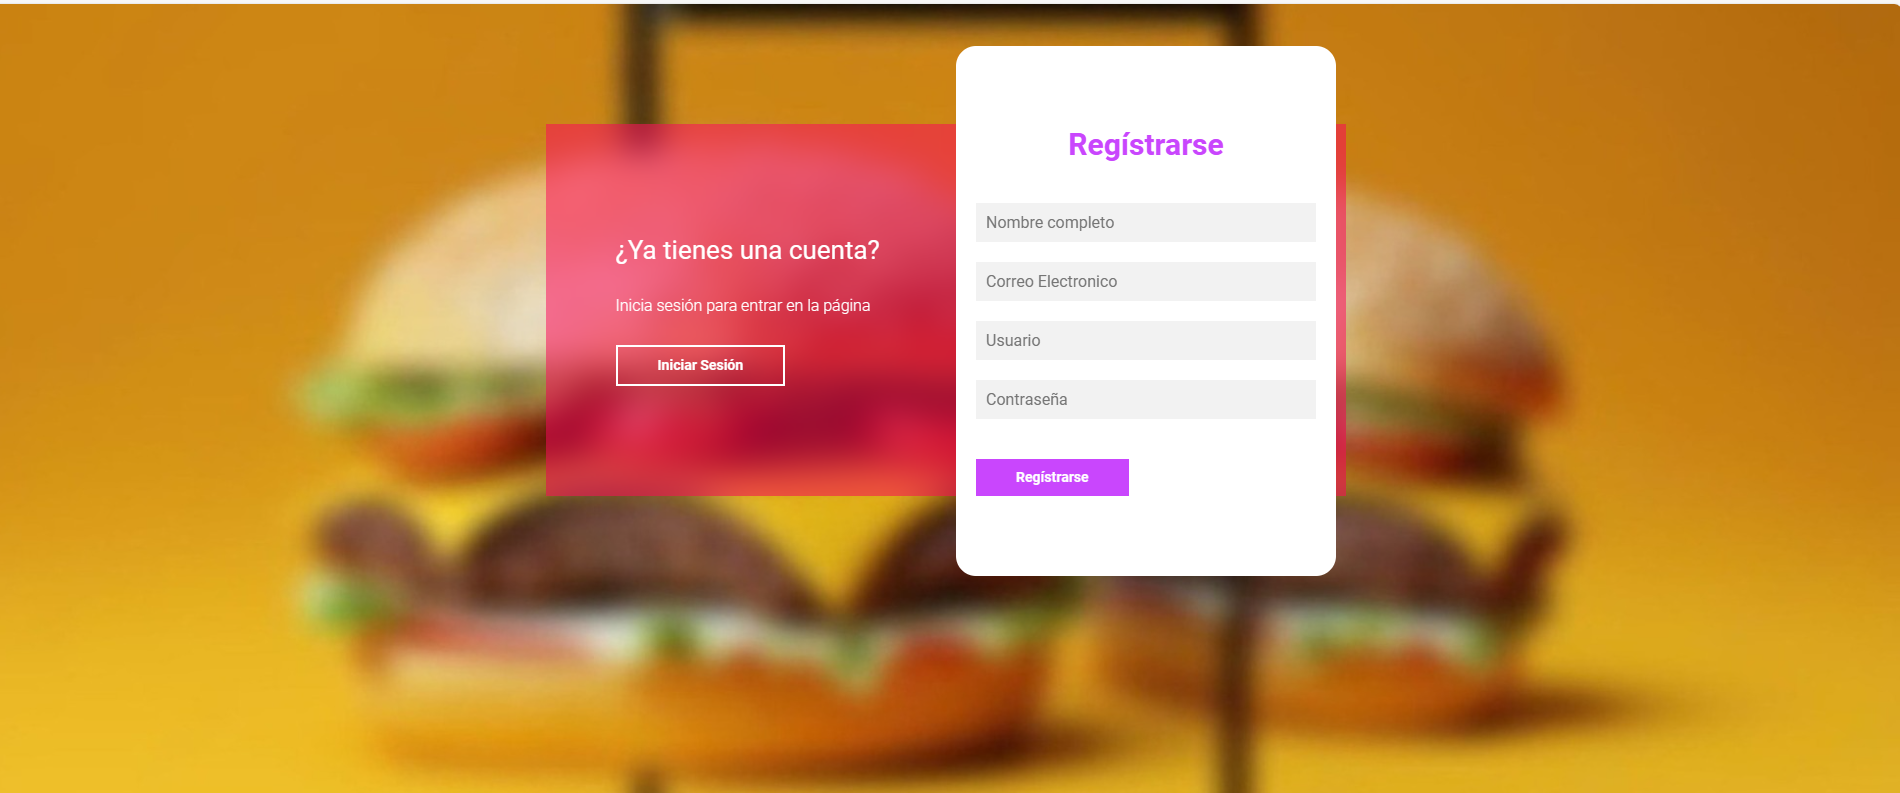 ¿Ya tienes una cuenta?
Inicia sesión para entrar en la página
Iniciar Sesión
Regístrarse
Nombre completo
Correo Electronico
Usuario
Contraseña
Regístrarse